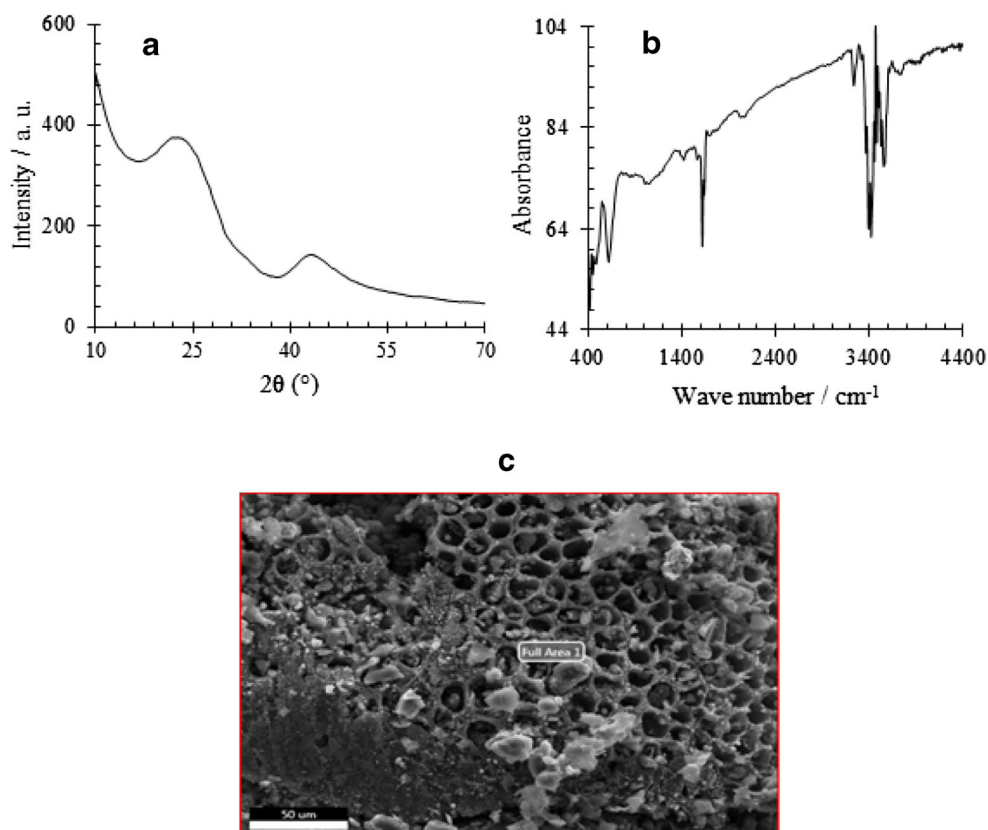 a
600
400
200
0
10
25
40
55
70
Intensity / a. u.
2θ (°)
b
104
84
64
44
400
1400
2400
3400
4400
Absorbance
Wave number / cm-1
c
Full Area 1
50 um